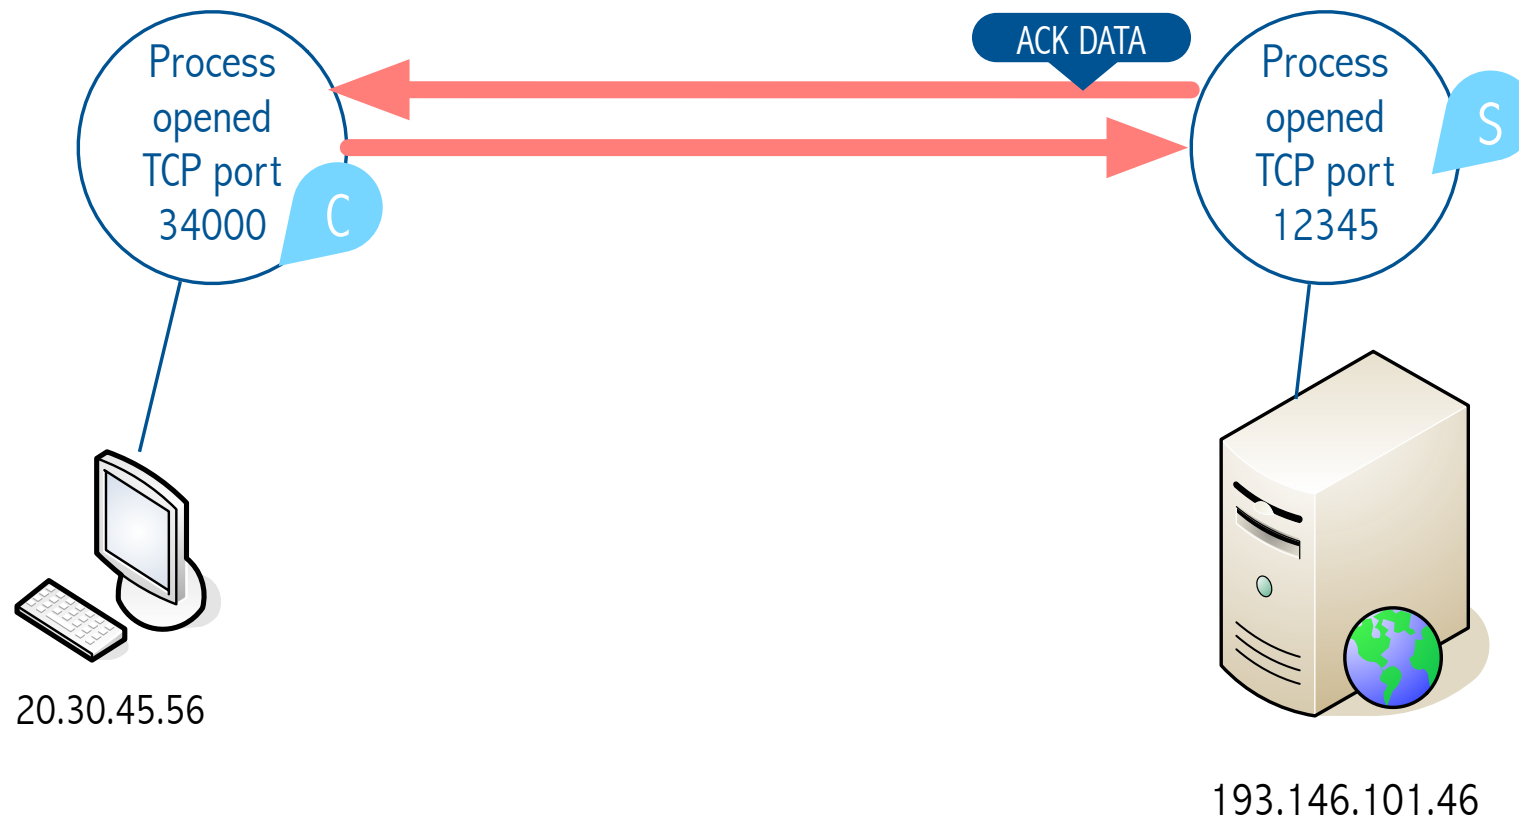 ACK DATA
Process
opened
TCP port
34000
C
Process
opened
TCP port
12345
S
20.30.45.56
193.146.101.46